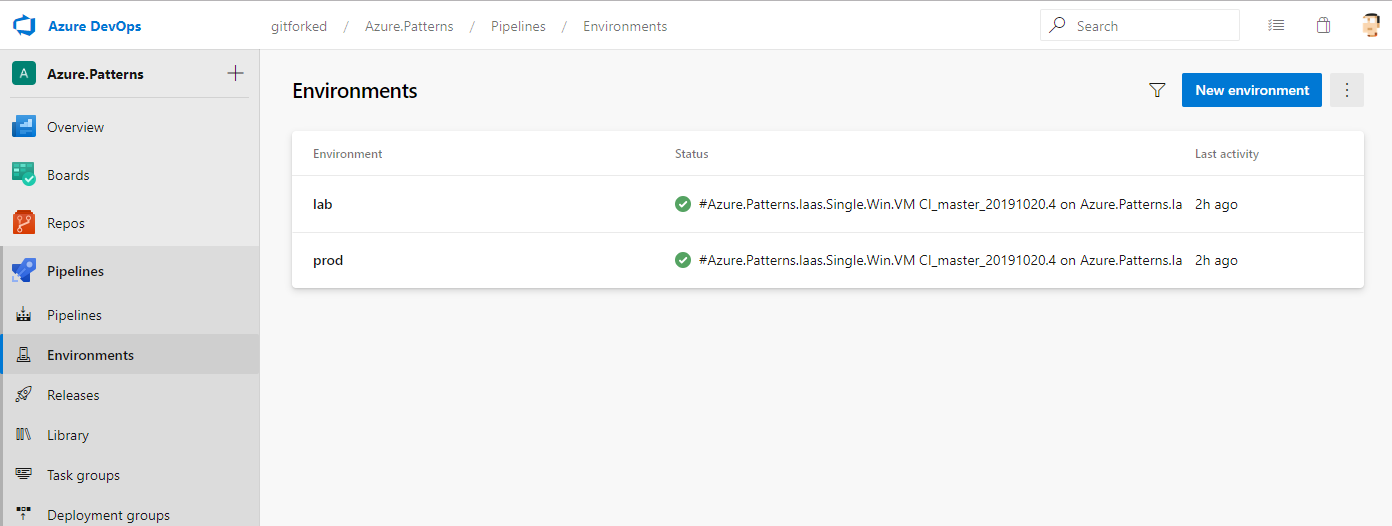 Azure DevOps
gitforked / Azure.Patterns / Pipelines / Environments
Search
A Azure.Patterns
Overview
Boards
Repos
Pipelines
Pipelines
Environments
Releases
Library
Task groups
Deployment groups
Environments
New environment
Environment Status Last activity
lab #Azure.Patterns.Iaas.Single.Win.VM CI_master_20191020.4 on Azure.Patterns.Ia 2h ago
prod #Azure.Patterns.Iaas.Single.Win.VM CI_master_20191020.4 on Azure.Patterns.Ia 2h ago